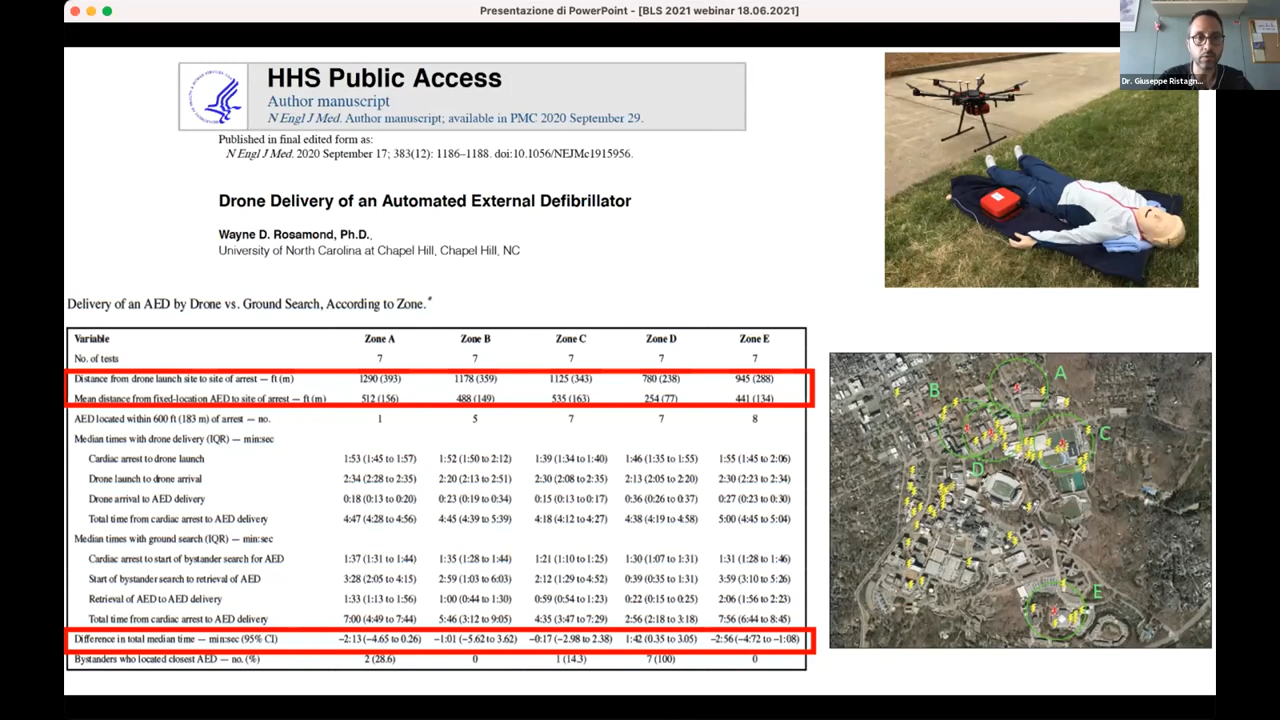 Presentazione di PowerPoint - [BLS 2021 webinar 18.06.2021]
Dr. Giuseppe Ristagn...
HHS Public Access
Author manuscript
N Engl J Med. Author manuscript; available in PMC 2020 September 29.
Published in final edited form as:
N Engl J Med. 2020 September 17; 383(12): 1186–1188. doi:10.1056/NEJMc1915956.
Drone Delivery of an Automated External Defibrillator
Wayne D. Rosamond, Ph.D.,
University of North Carolina at Chapel Hill, Chapel Hill, NC
Delivery of an AED by Drone vs. Ground Search, According to Zone.*
Variable Zone A Zone B Zone C Zone D Zone E
No. of tests 7 7 7 7 7
Distance from drone launch site to site of arrest — ft (m) 1290 (393) 1178 (359) 1125 (343) 780 (238) 945 (288)
Mean distance from fixed-location AED to site of arrest — ft (m) 512 (156) 488 (149) 535 (163) 254 (77) 441 (134)
AED located within 600 ft (183 m) of arrest — no. 1 5 7 7 8
Median times with drone delivery (IQR) — min:sec
Cardiac arrest to drone launch 1:53 (1:45 to 1:57) 1:52 (1:50 to 2:12) 1:39 (1:34 to 1:40) 1:46 (1:35 to 1:55) 1:55 (1:45 to 2:06)
Drone launch to drone arrival 2:34 (2:28 to 2:35) 2:20 (2:13 to 2:51) 2:30 (2:08 to 2:35) 2:13 (2:05 to 2:20) 2:30 (2:23 to 2:34)
Drone arrival to AED delivery 0:18 (0:13 to 0:20) 0:23 (0:19 to 0:34) 0:15 (0:13 to 0:17) 0:36 (0:26 to 0:37) 0:27 (0:23 to 0:30)
Total time from cardiac arrest to AED delivery 4:47 (4:28 to 4:56) 4:45 (4:39 to 5:39) 4:18 (4:12 to 4:27) 4:38 (4:19 to 4:58) 5:00 (4:45 to 5:04)
Median times with ground search (IQR) — min:sec
Cardiac arrest to start of bystander search for AED 1:37 (1:31 to 1:44) 1:35 (1:28 to 1:44) 1:21 (1:10 to 1:25) 1:30 (1:07 to 1:31) 1:31 (1:28 to 1:46)
Start of bystander search to retrieval of AED 3:28 (2:05 to 4:15) 2:59 (1:03 to 6:03) 2:12 (1:29 to 4:52) 0:39 (0:35 to 1:31) 3:59 (3:10 to 5:26)
Retrieval of AED to AED delivery 1:33 (1:13 to 1:56) 1:00 (0:44 to 1:30) 0:59 (0:54 to 1:23) 0:22 (0:15 to 0:25) 2:06 (1:56 to 2:23)
Total time from cardiac arrest to AED delivery 7:00 (4:49 to 7:44) 5:46 (3:12 to 9:05) 4:35 (3:47 to 7:29) 2:56 (2:18 to 3:18) 7:56 (6:44 to 8:45)
Difference in total median time — min:sec (95% CI) −2:13 (−4.65 to 0.26) −1:01 (−5.62 to 3.62) −0:17 (−2.98 to 2.38) 1:42 (0.35 to 3.05) −2:56 (−4:72 to −1:08)
Bystanders who located closest AED — no. (%) 2 (28.6) 0 1 (14.3) 7 (100) 0
A
B
C
D
E